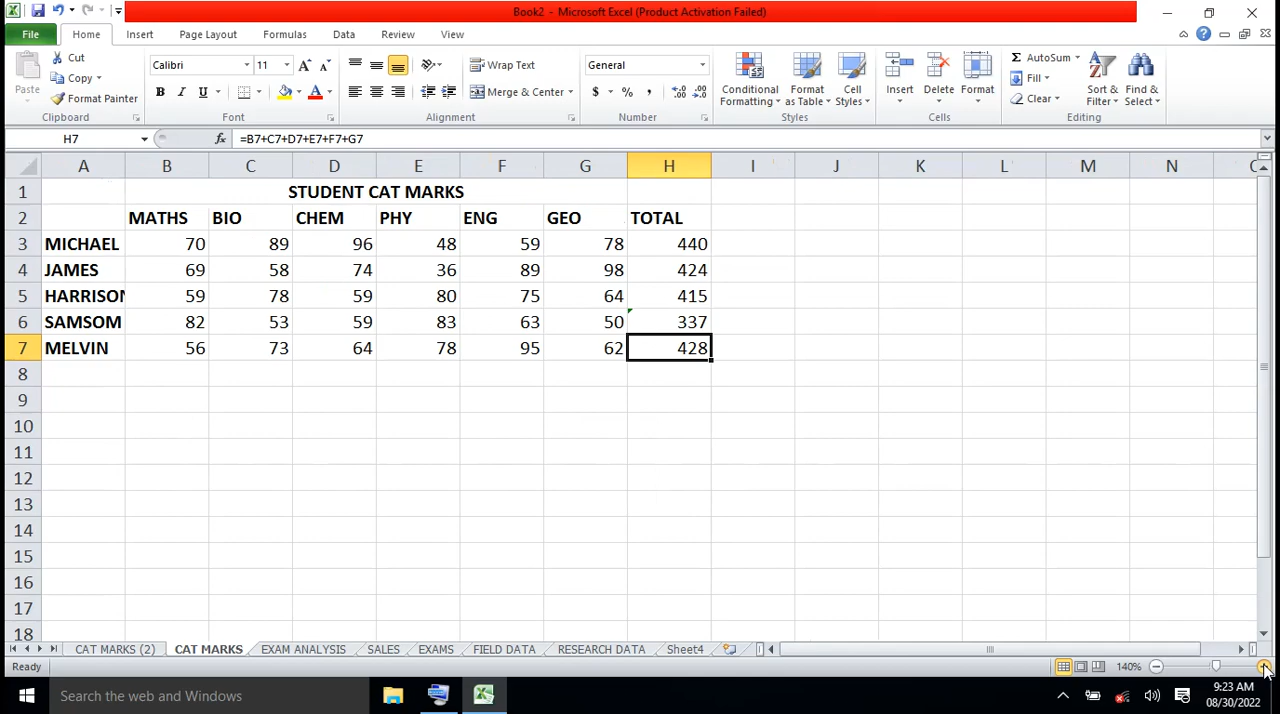 Book2 - Microsoft Excel (Product Activation Failed)
File Home Insert Page Layout Formulas Data Review View
Paste Cut Copy Format Painter Clipboard
Calibri 11 A A B I U A Font
Wrap Text Merge & Center Alignment
General $ % , .0 .00 .00 .0 Number
Conditional Formatting Format as Table Cell Styles Styles
Insert Delete Format Cells
Σ AutoSum Fill Clear Sort & Filter Find & Select Editing
H7 fx =B7+C7+D7+E7+F7+G7
A B C D E F G H I J K L M N
1 STUDENT CAT MARKS
2 MATHS BIO CHEM PHY ENG GEO TOTAL
3 MICHAEL 70 89 96 48 59 78 440
4 JAMES 69 58 74 36 89 98 424
5 HARRISON 59 78 59 80 75 64 415
6 SAMSOM 82 53 59 83 63 50 337
7 MELVIN 56 73 64 78 95 62 428
8
9
10
11
12
13
14
15
16
17
18
CAT MARKS (2) CAT MARKS EXAM ANALYSIS SALES EXAMS FIELD DATA RESEARCH DATA Sheet4
Ready 140%
Search the web and Windows 9:23 AM
08/30/2022